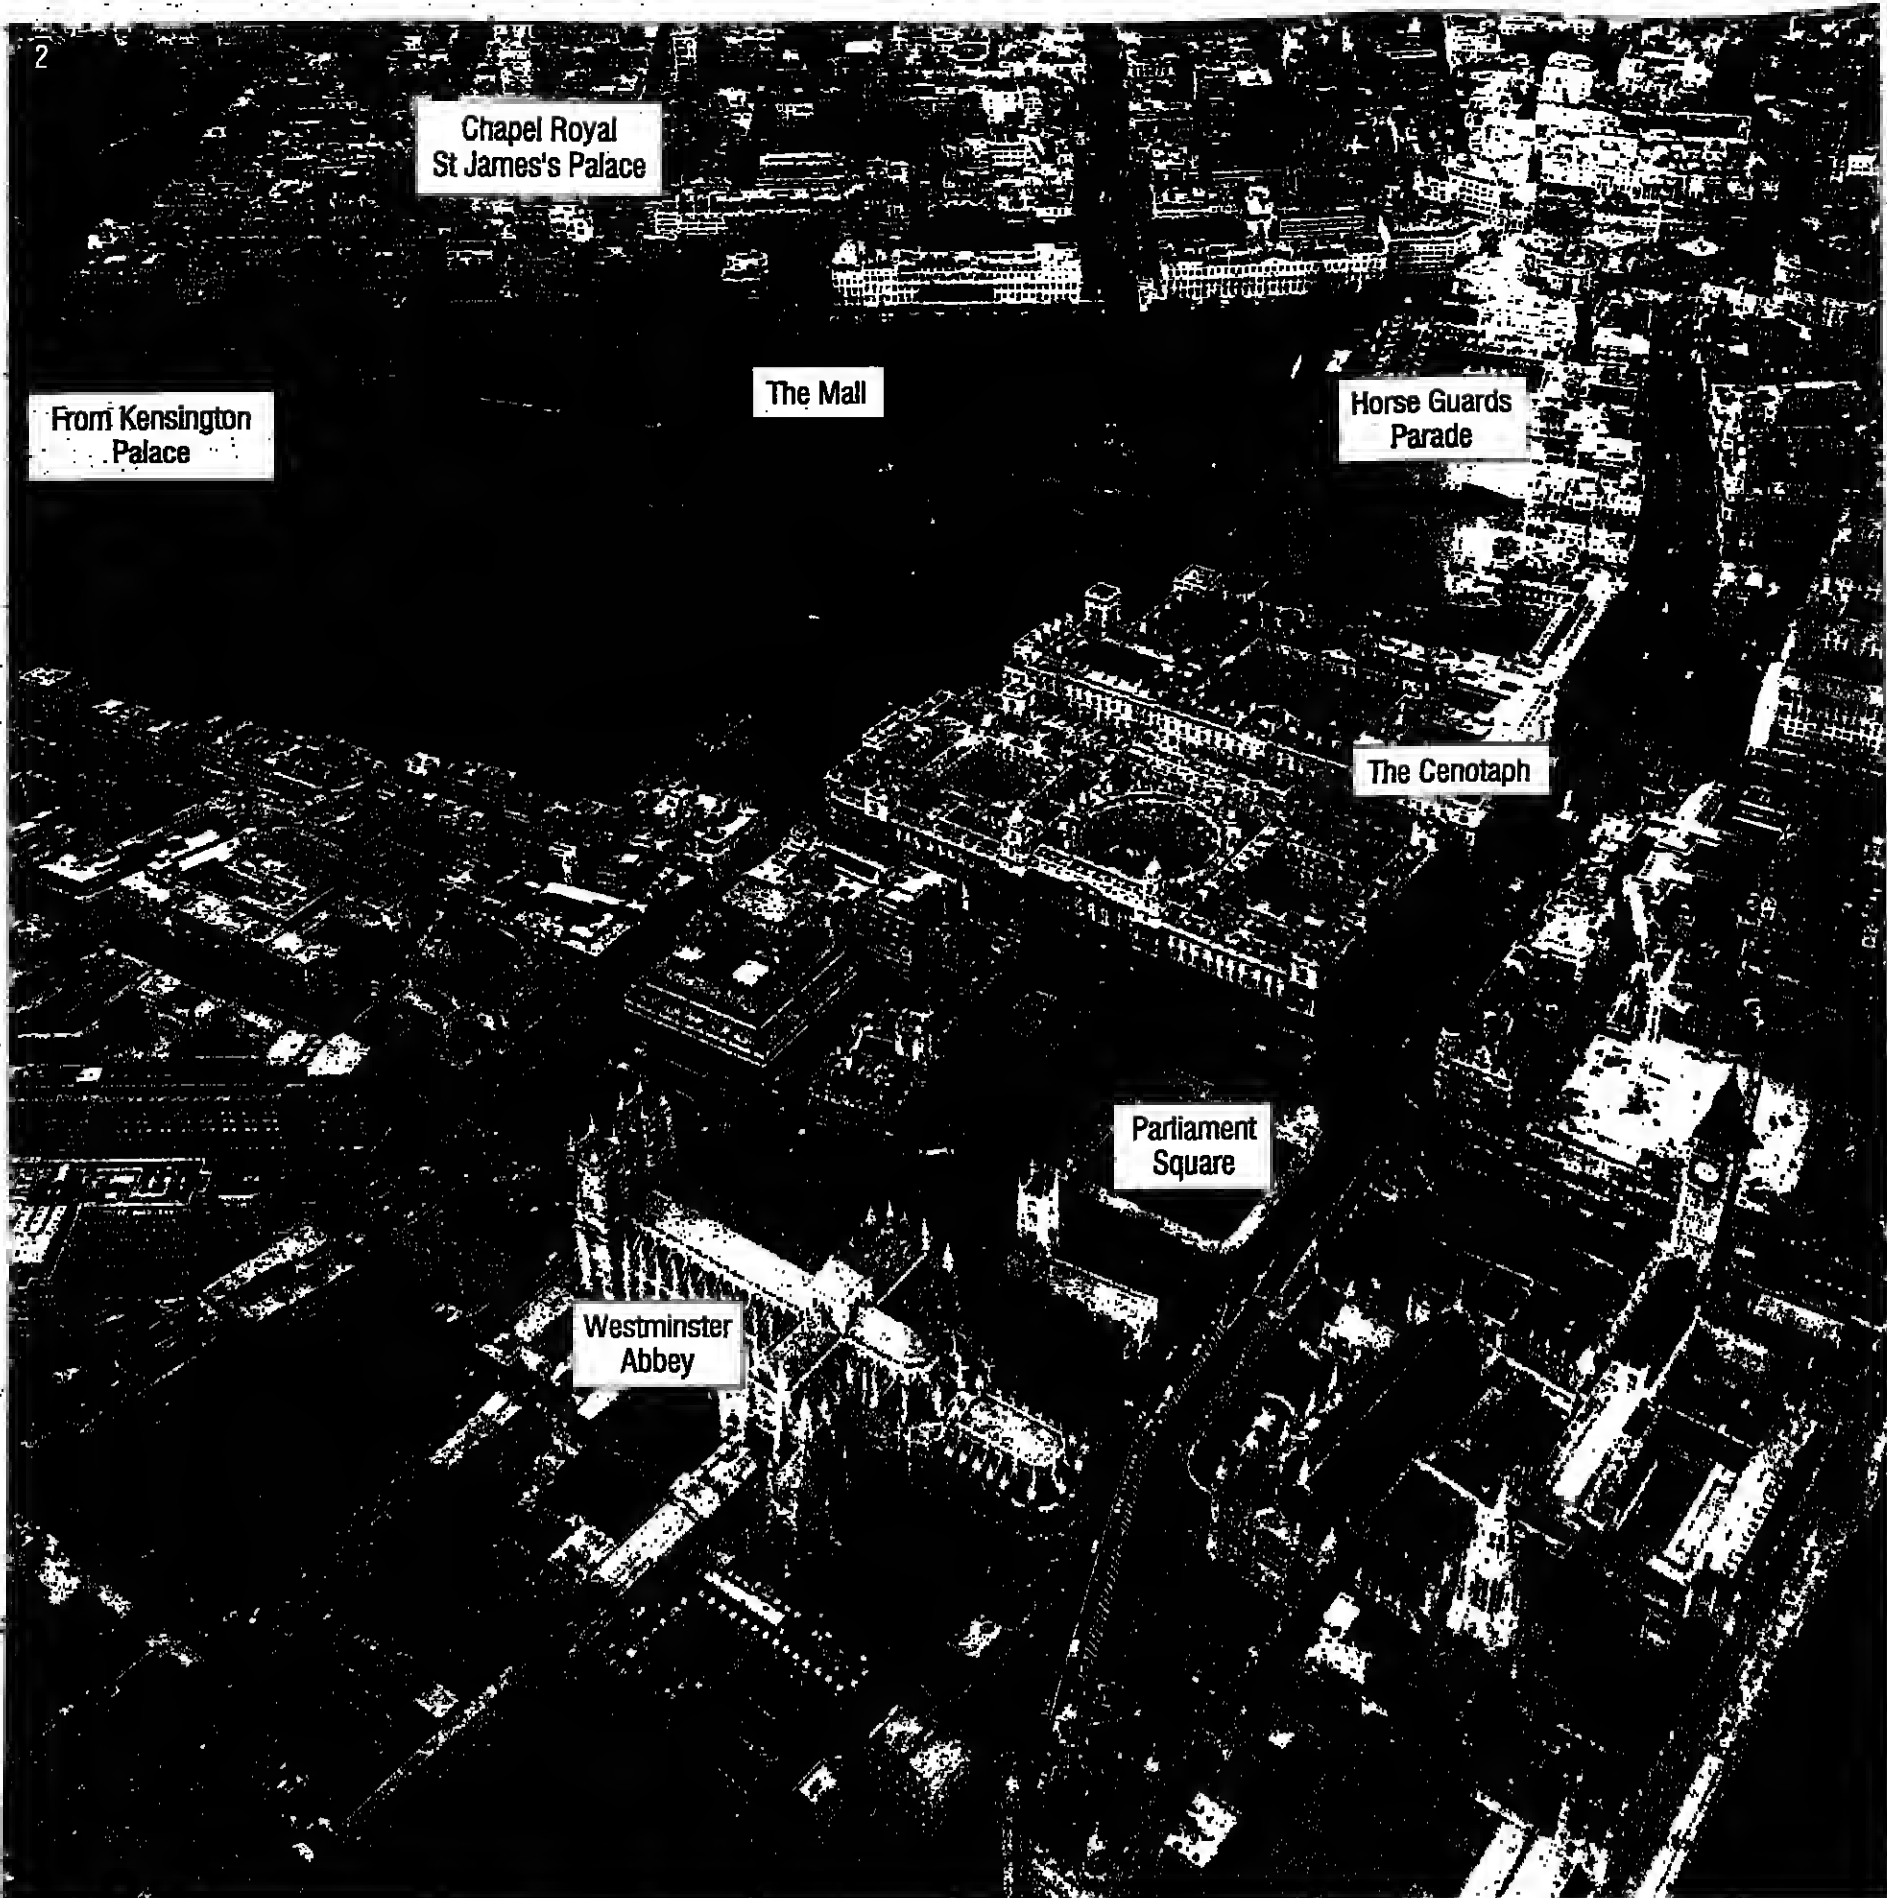 2
Chapel Royal
St James's Palace
The Mall
From Kensington
Palace
Horse Guards
Parade
The Cenotaph
Parliament
Square
Westminster
Abbey